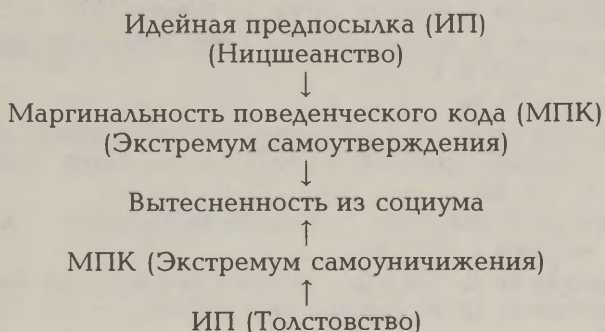 Идейная предпосылка (ИП)
(Ницшеанство)
↓
Маргинальность поведенческого кода (МПК)
(Экстремум самоутверждения)
↓
Вытесненность из социума
↑
МПК (Экстремум самоуничижения)
↑
ИП (Толстовство)